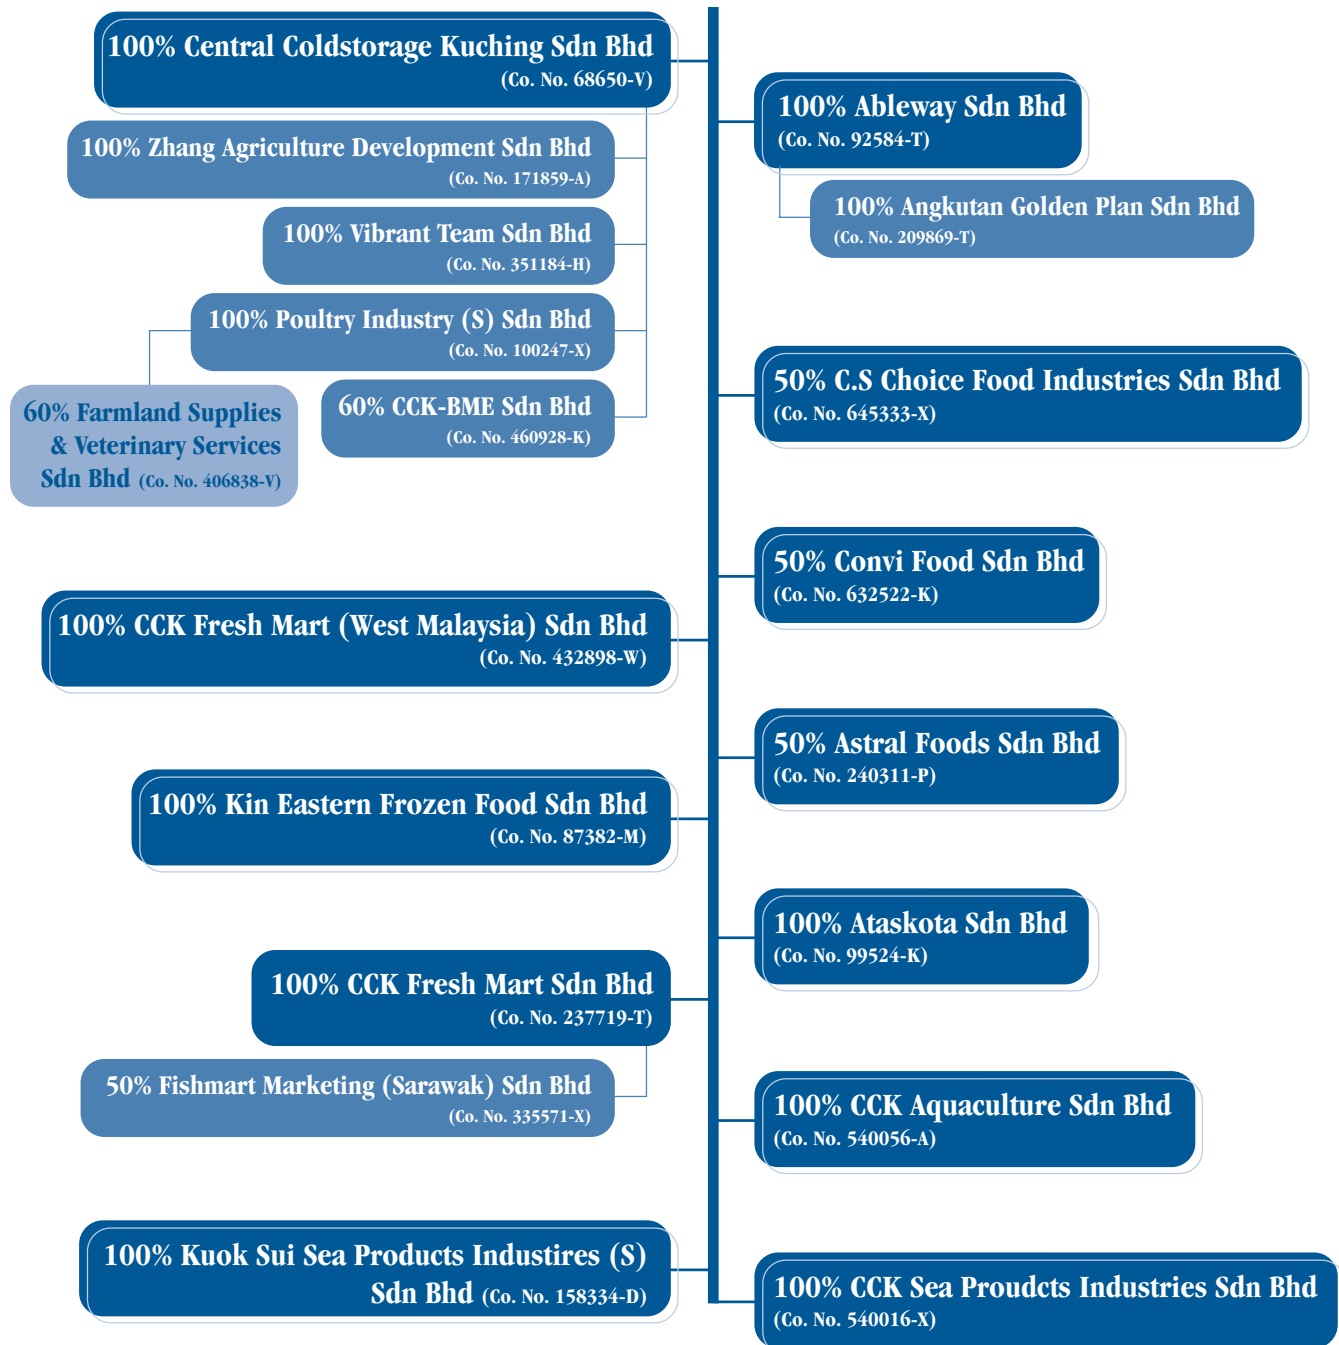 100% Central Coldstorage Kuching Sdn Bhd
(Co. No. 68650-V)
100% Zhang Agriculture Development Sdn Bhd
(Co. No. 171859-A)
100% Vibrant Team Sdn Bhd
(Co. No. 351184-H)
100% Poultry Industry (S) Sdn Bhd
(Co. No. 100247-X)
60% Farmland Supplies
& Veterinary Services
Sdn Bhd (Co. No. 406838-V)
60% CCK-BME Sdn Bhd
(Co. No. 460928-K)
100% CCK Fresh Mart (West Malaysia) Sdn Bhd
(Co. No. 432898-W)
100% Kin Eastern Frozen Food Sdn Bhd
(Co. No. 87382-M)
100% CCK Fresh Mart Sdn Bhd
(Co. No. 237719-T)
50% Fishmart Marketing (Sarawak) Sdn Bhd
(Co. No. 335571-X)
100% Kuok Sui Sea Products Industires (S)
Sdn Bhd (Co. No. 158334-D)
100% Ableway Sdn Bhd
(Co. No. 92584-T)
100% Angkutan Golden Plan Sdn Bhd
(Co. No. 209869-T)
50% C.S Choice Food Industries Sdn Bhd
(Co. No. 645333-X)
50% Convi Food Sdn Bhd
(Co. No. 632522-K)
50% Astral Foods Sdn Bhd
(Co. No. 240311-P)
100% Ataskota Sdn Bhd
(Co. No. 99524-K)
100% CCK Aquaculture Sdn Bhd
(Co. No. 540056-A)
100% CCK Sea Proudcts Industries Sdn Bhd
(Co. No. 540016-X)